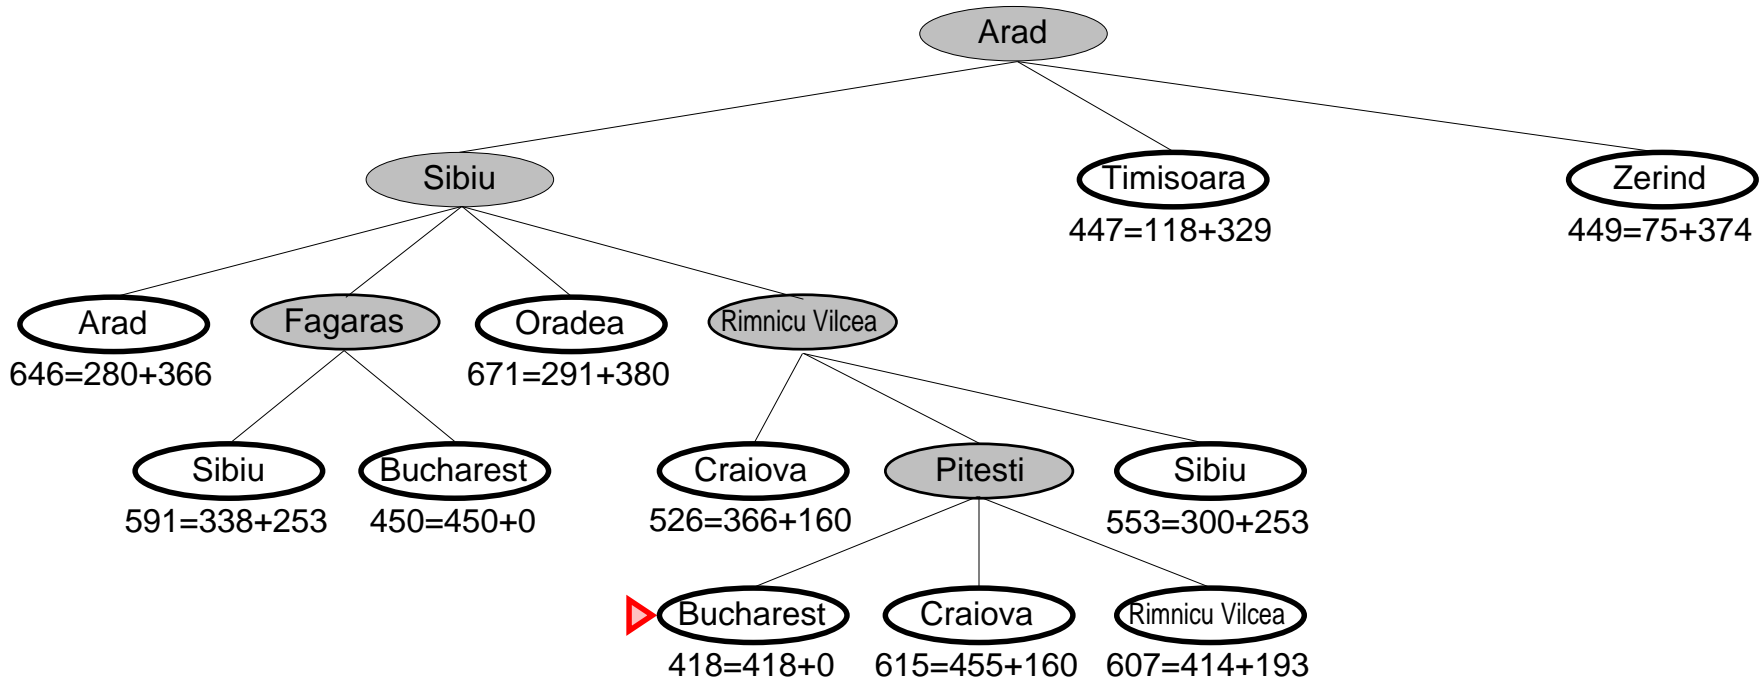 Arad
Sibiu
Timisoara
Zerind
447=118+329
449=75+374
Arad
Fagaras
Oradea
Rimnicu Vilcea
646=280+366
671=291+380
Sibiu
Bucharest
Craiova
Pitesti
Sibiu
591=338+253
450=450+0
526=366+160
553=300+253
Bucharest
Craiova
Rimnicu Vilcea
418=418+0
615=455+160
607=414+193